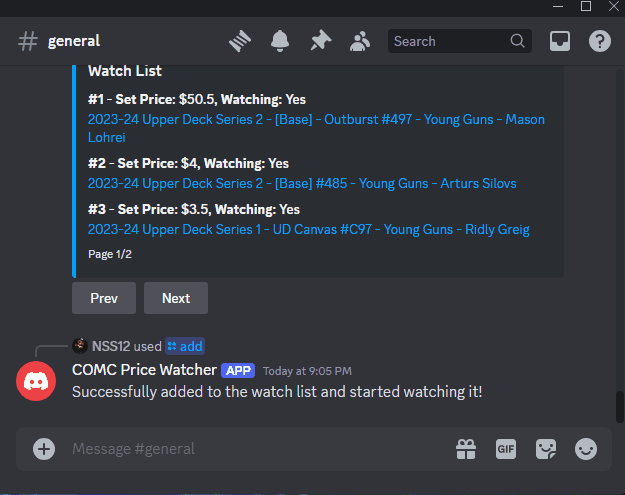 # general
Search
Watch List
#1 - Set Price: $50.5, Watching: Yes
2023-24 Upper Deck Series 2 - [Base] - Outburst #497 - Young Guns - Mason
Lohrei
#2 - Set Price: $4, Watching: Yes
2023-24 Upper Deck Series 2 - [Base] #485 - Young Guns - Arturs Silovs
#3 - Set Price: $3.5, Watching: Yes
2023-24 Upper Deck Series 1 - UD Canvas #C97 - Young Guns - Ridly Greig
Page 1/2
Prev Next
NSS12 used add
COMC Price Watcher APP Today at 9:05 PM
Successfully added to the watch list and started watching it!
Message #general GIF